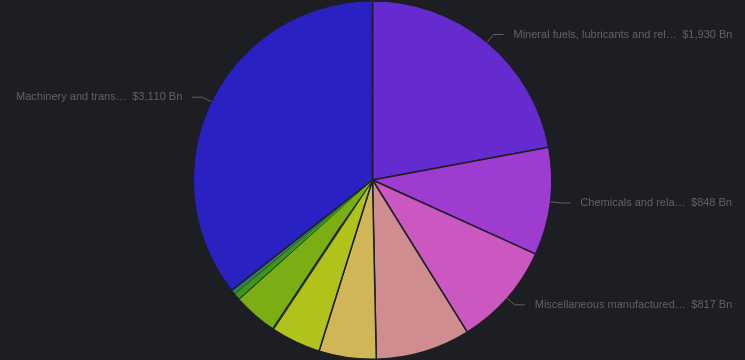 Mineral fuels, lubricants and rel… $1,930 Bn
Machinery and trans… $3,110 Bn
Chemicals and rela… $848 Bn
Miscellaneous manufactured… $817 Bn